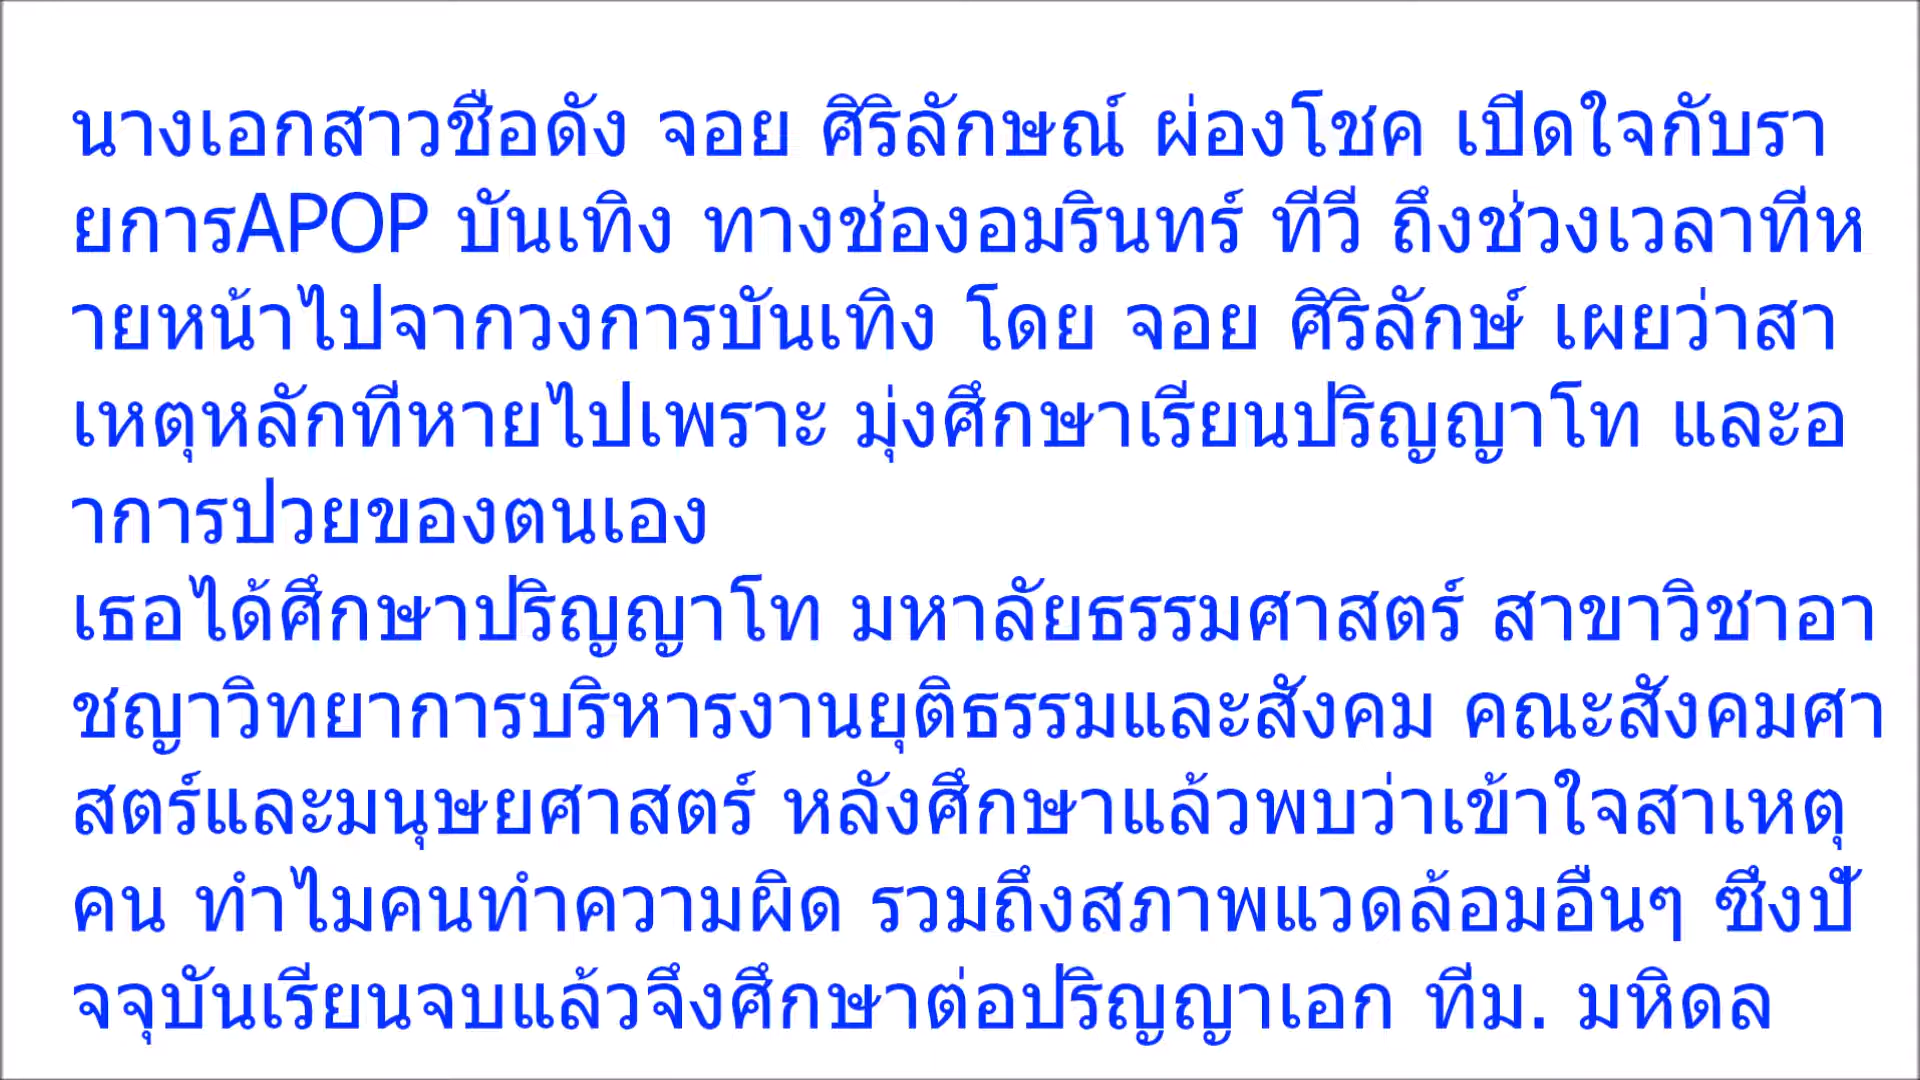 นางเอกสาวชื่อดัง จอย ศิริลักษณ์ ผ่องโชค เปิดใจกับรา
ยการAPOP บันเทิง ทางช่องอมรินทร์ ทีวี ถึงช่วงเวลาที่ห
ายหน้าไปจากวงการบันเทิง โดย จอย ศิริลักษ์ เผยว่าสา
เหตุหลักที่หายไปเพราะ มุ่งศึกษาเรียนปริญญาโท และอ
าการป่วยของตนเอง
เธอได้ศึกษาปริญญาโท มหาลัยธรรมศาสตร์ สาขาวิชาอา
ชญาวิทยาการบริหารงานยุติธรรมและสังคม คณะสังคมศา
สตร์และมนุษยศาสตร์ หลังศึกษาแล้วพบว่าเข้าใจสาเหตุ
คน ทำไมคนทำความผิด รวมถึงสภาพแวดล้อมอื่นๆ ซึ่งปั
จจุบันเรียนจบแล้วจึงศึกษาต่อปริญญาเอก ที่ม. มหิดล